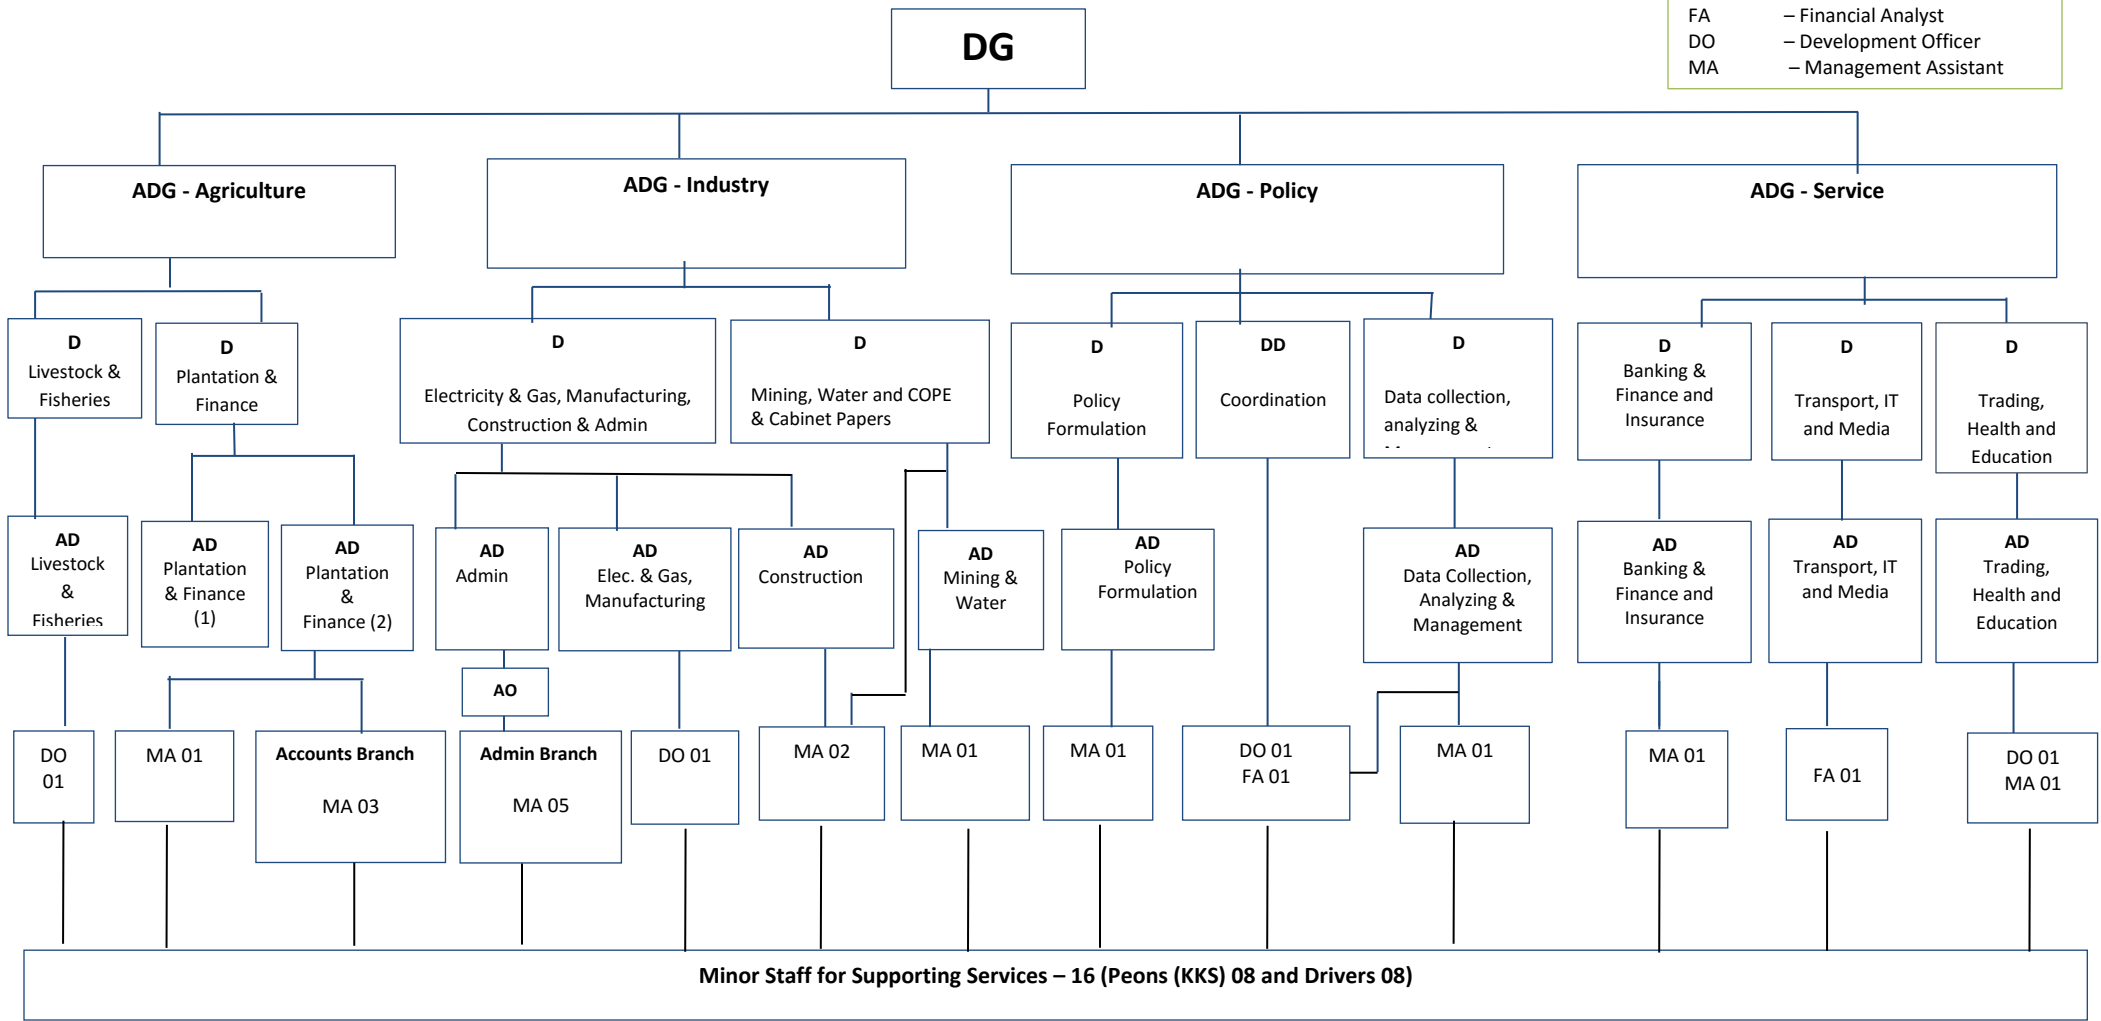 FA – Financial Analyst
DO – Development Officer
MA – Management Assistant
DG
ADG - Agriculture
ADG - Industry
ADG - Policy
ADG - Service
D
Livestock &
Fisheries
D
Plantation &
Finance
D
Electricity & Gas, Manufacturing,
Construction & Admin
D
Mining, Water and COPE
& Cabinet Papers
D
Policy
Formulation
DD
Coordination
D
Data collection,
analyzing &
D
Banking &
Finance and
Insurance
D
Transport, IT
and Media
D
Trading,
Health and
Education
AD
Livestock
&
Fisheries
AD
Plantation
& Finance
(1)
AD
Plantation
&
Finance (2)
AD
Admin
AD
Elec. & Gas,
Manufacturing
AD
Construction
AD
Mining &
Water
AD
Policy
Formulation
AD
Data Collection,
Analyzing &
Management
AD
Banking &
Finance and
Insurance
AD
Transport, IT
and Media
AD
Trading,
Health and
Education
AO
DO
01
MA 01
Accounts Branch
MA 03
Admin Branch
MA 05
DO 01
MA 02
MA 01
MA 01
DO 01
FA 01
MA 01
MA 01
FA 01
DO 01
MA 01
Minor Staff for Supporting Services – 16 (Peons (KKS) 08 and Drivers 08)